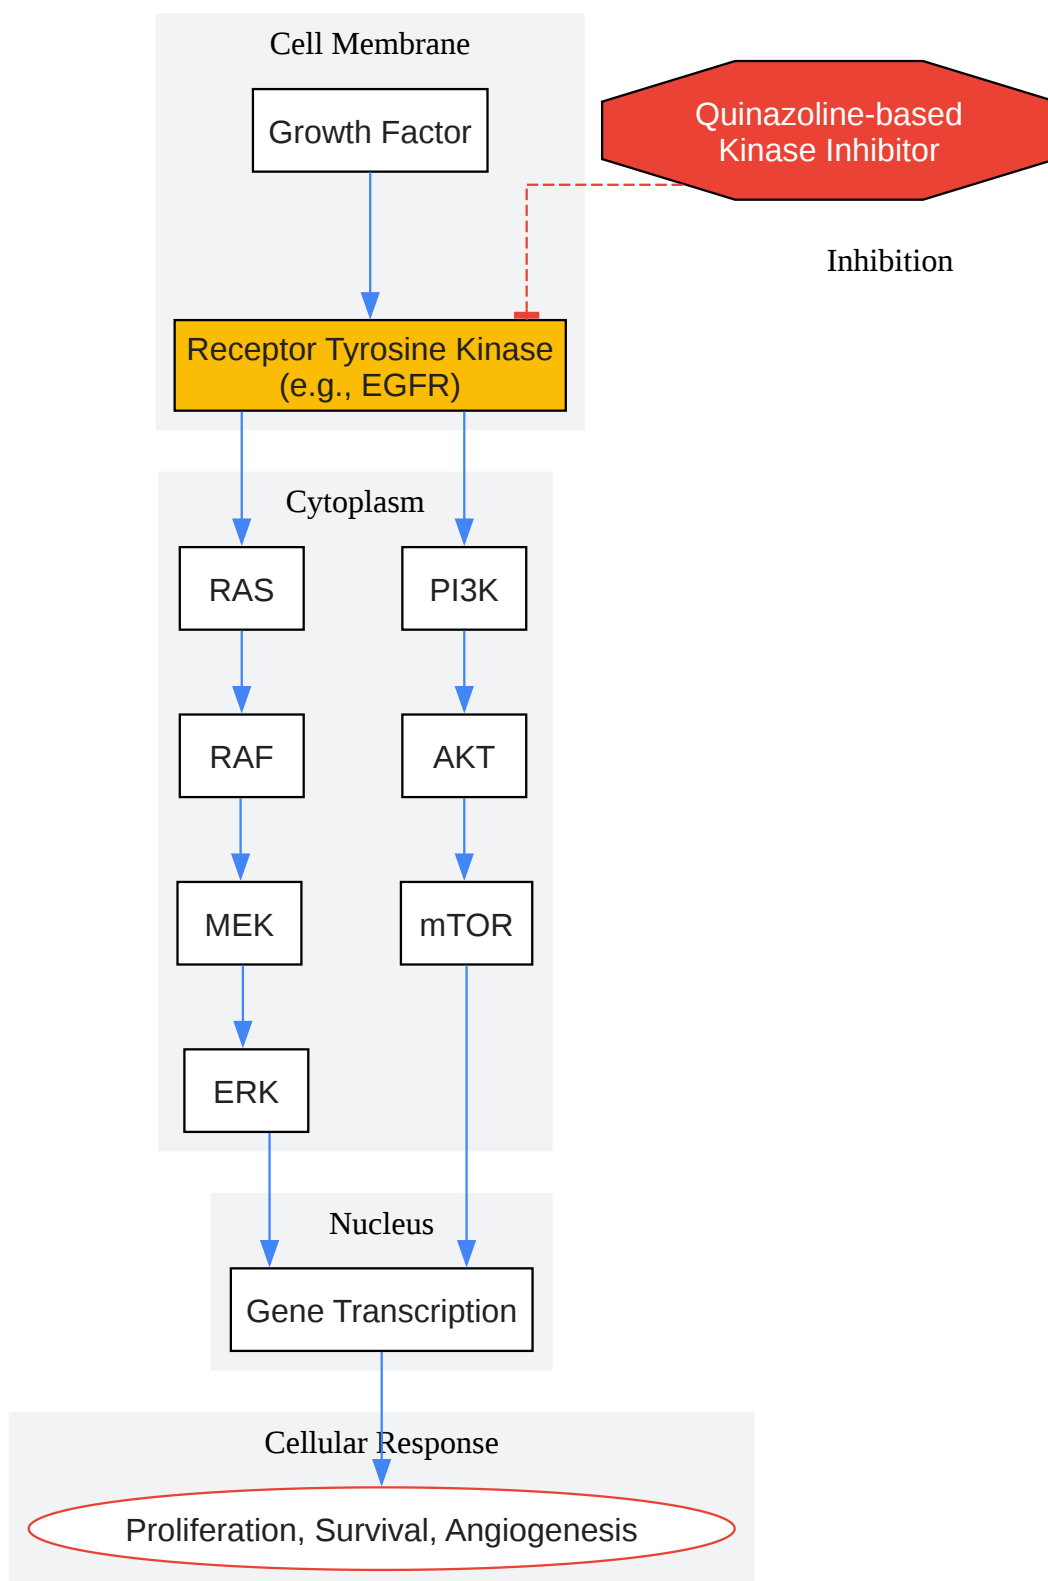 Cell Membrane
Growth Factor
Quinazoline-based
Kinase Inhibitor
Inhibition
Receptor Tyrosine Kinase
(e.g., EGFR)
Cytoplasm
RAS
PI3K
RAF
AKT
MEK
mTOR
ERK
Nucleus
Gene Transcription
Cellular Response
Proliferation, Survival, Angiogenesis